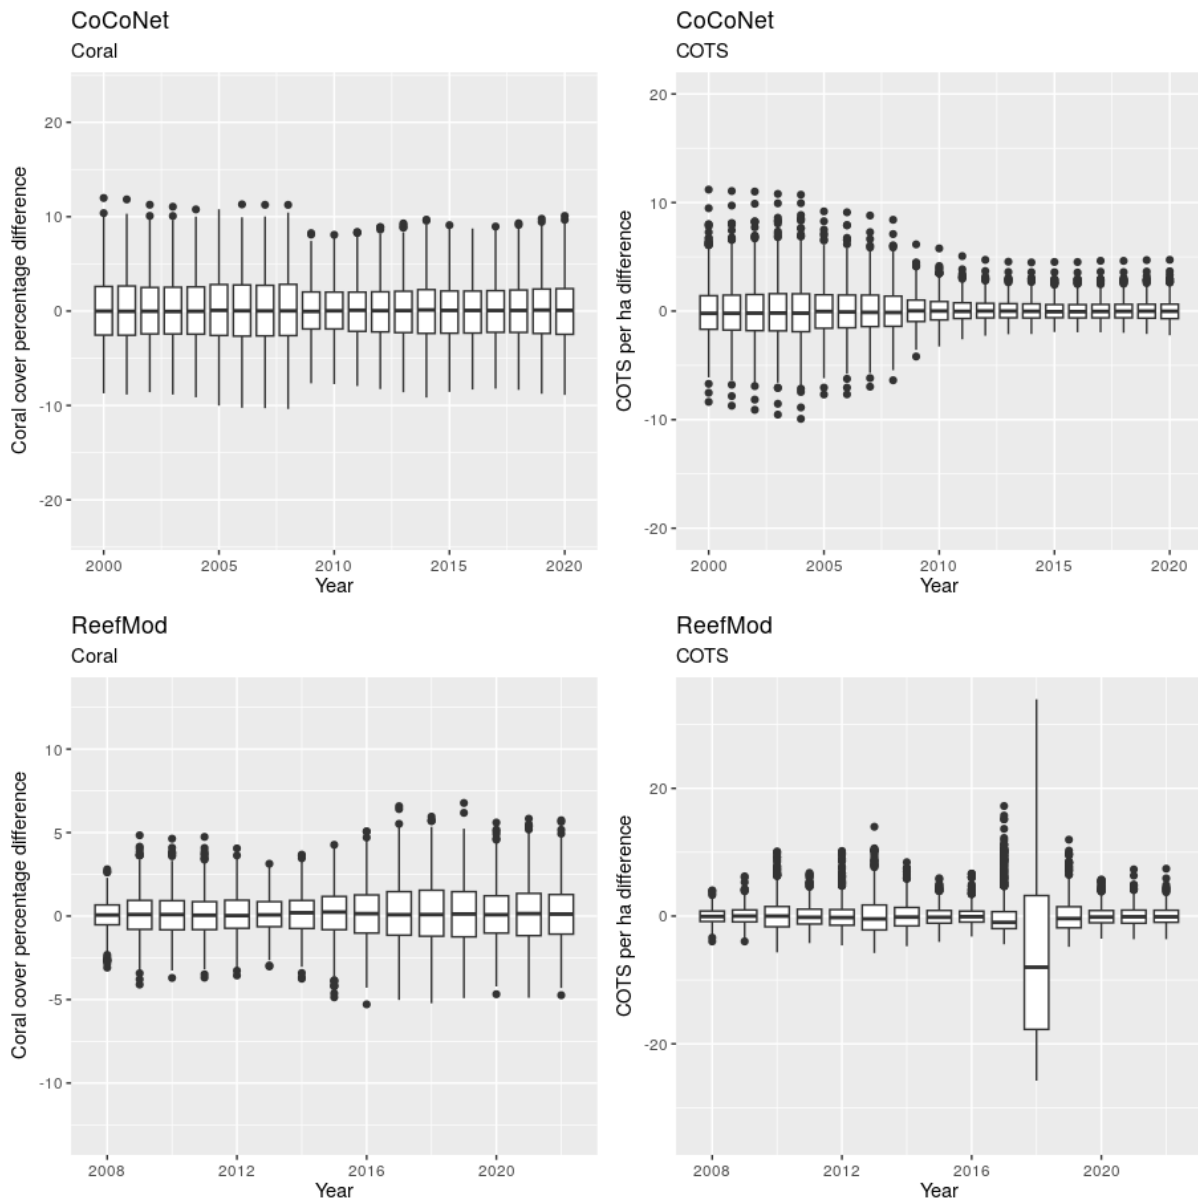 CoCoNet
Coral
Coral cover percentage difference
20
10
0
-10
-20
2000 2005 2010 2015 2020
Year
CoCoNet
COTS
COTS per ha difference
20
10
0
-10
-20
2000 2005 2010 2015 2020
Year
ReefMod
Coral
Coral cover percentage difference
10
5
0
-5
-10
2008 2012 2016 2020
Year
ReefMod
COTS
COTS per ha difference
20
0
-20
2008 2012 2016 2020
Year